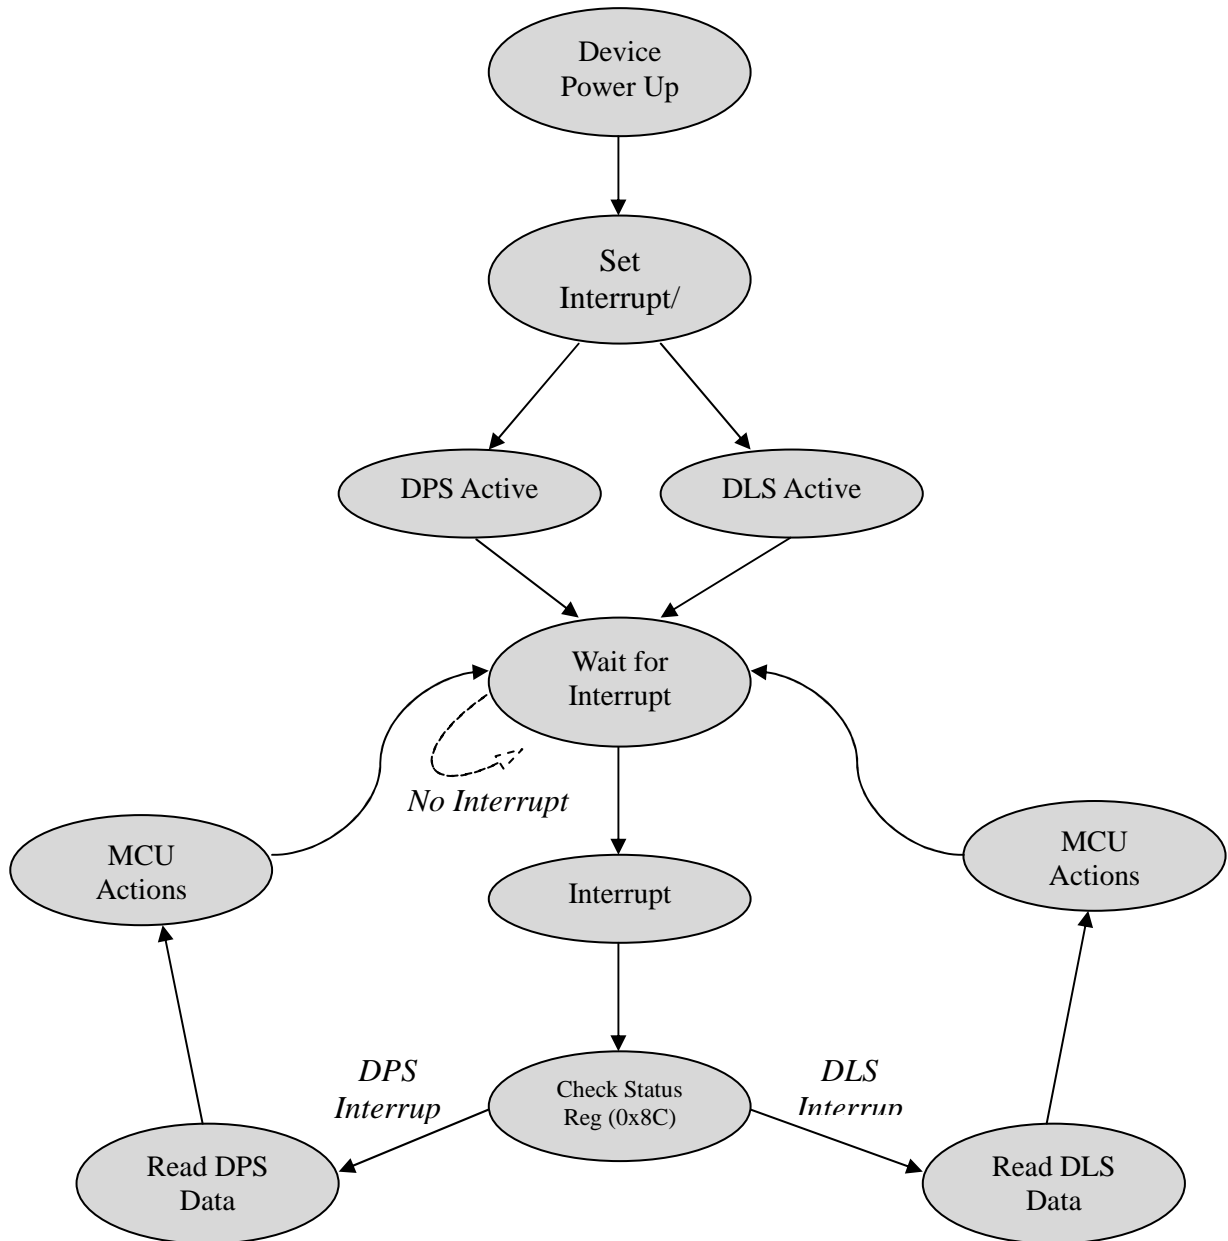 Device
Power Up
Set
Interrupt/
DPS Active
DLS Active
Wait for
Interrupt
No Interrupt
MCU
Actions
MCU
Actions
Interrupt
DPS
Interrup
Check Status
Reg (0x8C)
DLS
Interrup
Read DPS
Data
Read DLS
Data